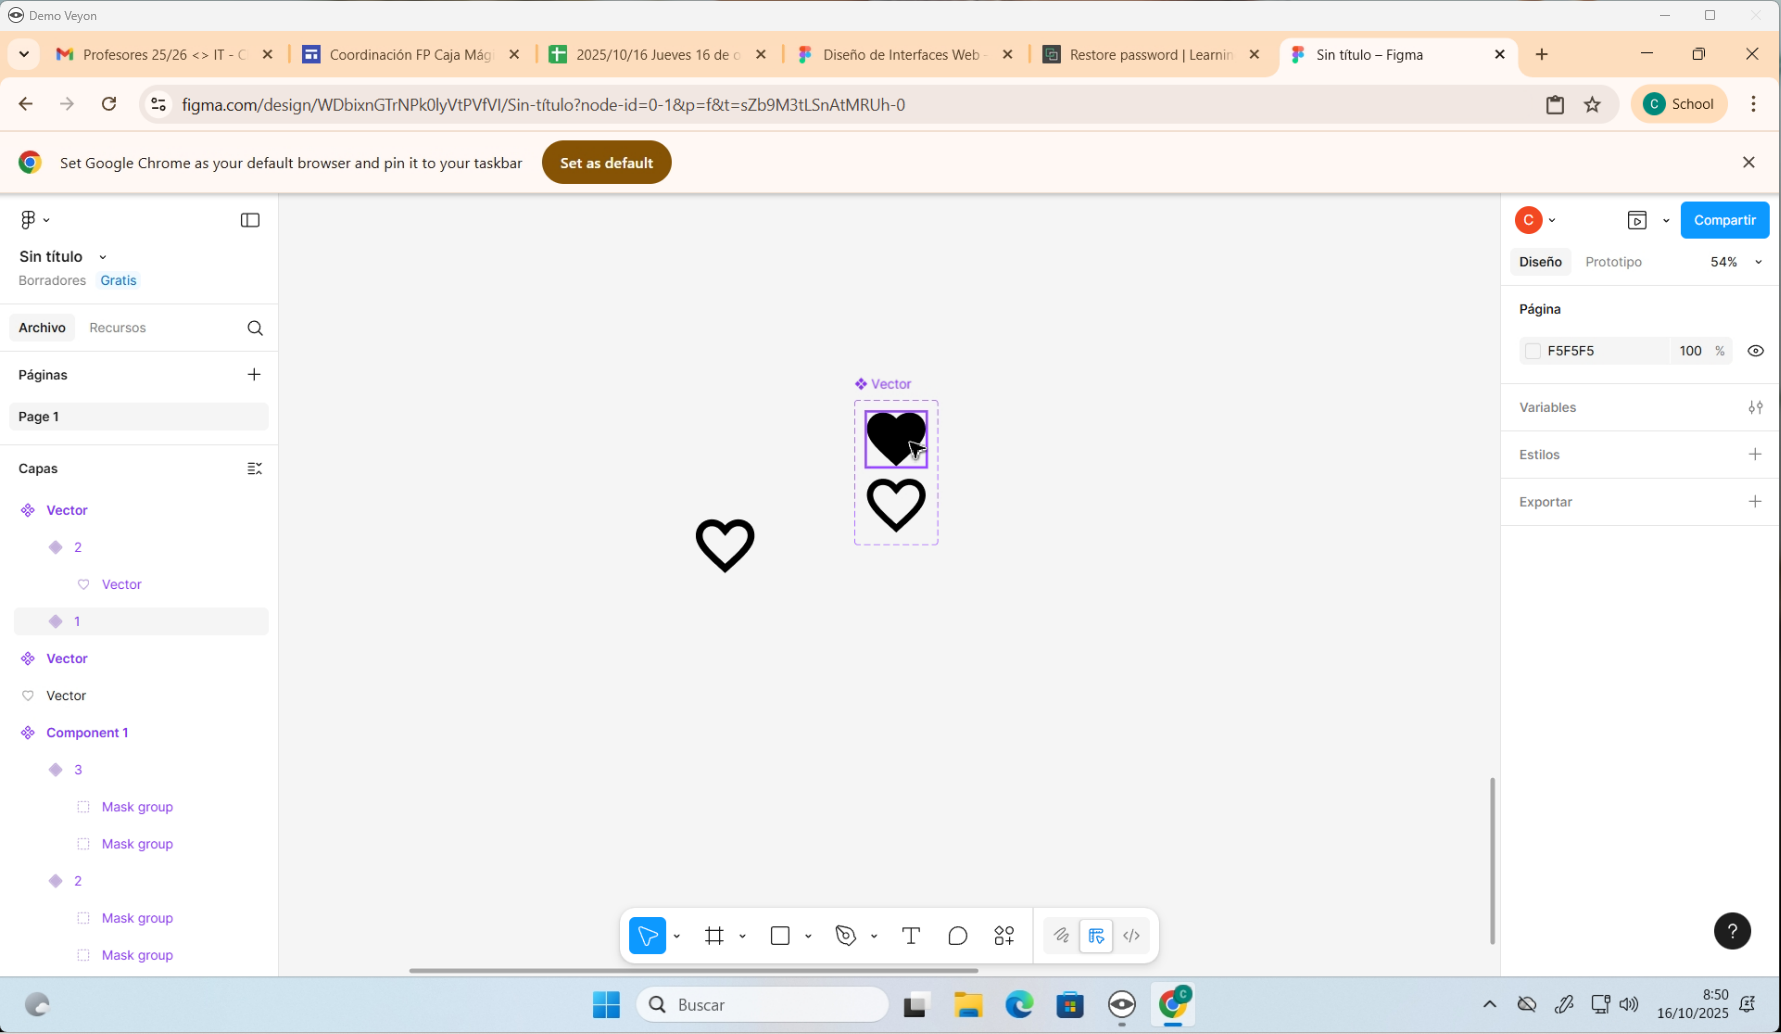 Demo Veyon
Profesores 25/26 <> IT - C
Coordinación FP Caja Mági
2025/10/16 Jueves 16 de o
Diseño de Interfaces Web -
Restore password | Learnin
Sin título – Figma
figma.com/design/WDbixnGTrNPk0lyVtPVfVI/Sin-título?node-id=0-1&p=f&t=sZb9M3tLSnAtMRUh-0
C School
Set Google Chrome as your default browser and pin it to your taskbar
Set as default
Sin título
Borradores Gratis
Archivo Recursos
Páginas
Page 1
Capas
Vector
2
Vector
1
Vector
Vector
Component 1
3
Mask group
Mask group
2
Mask group
Mask group
Vector
C
Compartir
Diseño Prototipo 54%
Página
F5F5F5 100 %
Variables
Estilos
Exportar
?
Buscar
C
8:50
16/10/2025